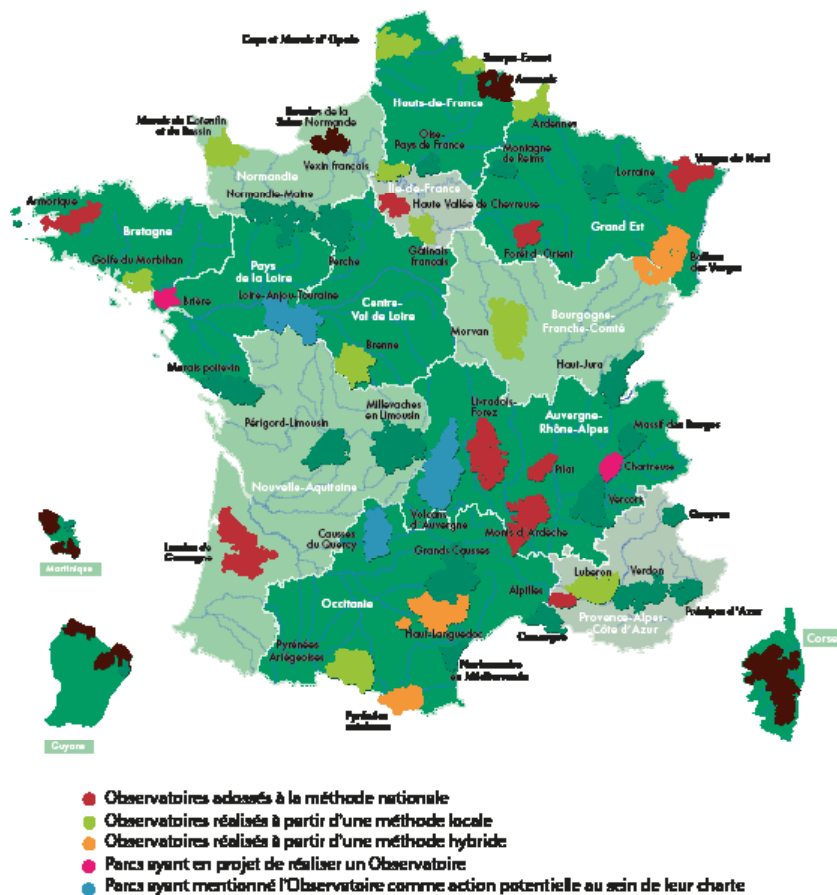 Caps et Marais d'Opale
Scarpe-Escaut
Avesnois
Hauts-de-France
Marais du Cotentin
et du Bessin
Boucles de la
Seine Normande
Oise-
Pays de France
Ardennes
Montagne
de Reims
Vosges du Nord
Lorraine
Vexin français
Normandie
Île-de-France
Normandie-Maine
Haute Vallée de Chevreuse
Armorique
Bretagne
Grand Est
Forêt d'Orient
Gâtinais
français
Ballons
des Vosges
Golfe du Morbihan
Pays
de la Loire
Perche
Brière
Loire-Anjou-Touraine
Centre-
Val de Loire
Bourgogne-
Franche-Comté
Morvan
Brenne
Haut-Jura
Marais poitevin
Millevaches
en Limousin
Livradois-
Forez
Auvergne-
Rhône-Alpes
Périgord-Limousin
Massif des Bauges
Pilat
Chartreuse
Nouvelle-Aquitaine
Vercors
Volcans
d'Auvergne
Monts d'Ardèche
Queyras
Causses
du Quercy
Grands Causses
Landes de
Gascogne
Martinique
Luberon
Verdon
Alpilles
Occitanie
Préalpes d'Azur
Provence-Alpes-
Côte d'Azur
Haut-Languedoc
Camargue
Corse
Pyrénées
Ariégeoises
Narbonnaise
en Méditerranée
Pyrénées
catalanes
Guyane
Observatoires adossés à la méthode nationale
Observatoires réalisés à partir d'une méthode locale
Observatoires réalisés à partir d'une méthode hybride
Parcs ayant en projet de réaliser un Observatoire
Parcs ayant mentionné l'Observatoire comme action potentielle au sein de leur charte